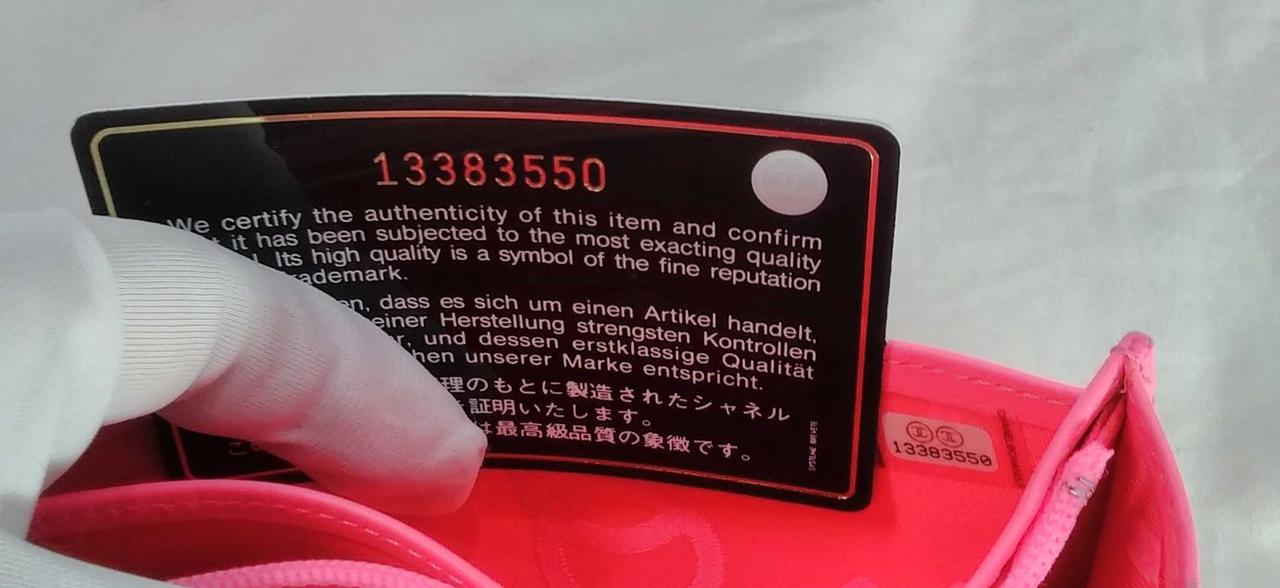 13383550
We certify the authenticity of this item and confirm
it has been subjected to the most exacting quality
Its high quality is a symbol of the fine reputation
trademark.
dass es sich um einen Artikel handelt,
einer Herstellung strengsten Kontrollen
und dessen erstklassige Qualität
unserer Marke entspricht.
理のもとに製造されたシャネル
証明いたします。
は最高級品質の象徴です。
SYSTEME BREVETE
13383550